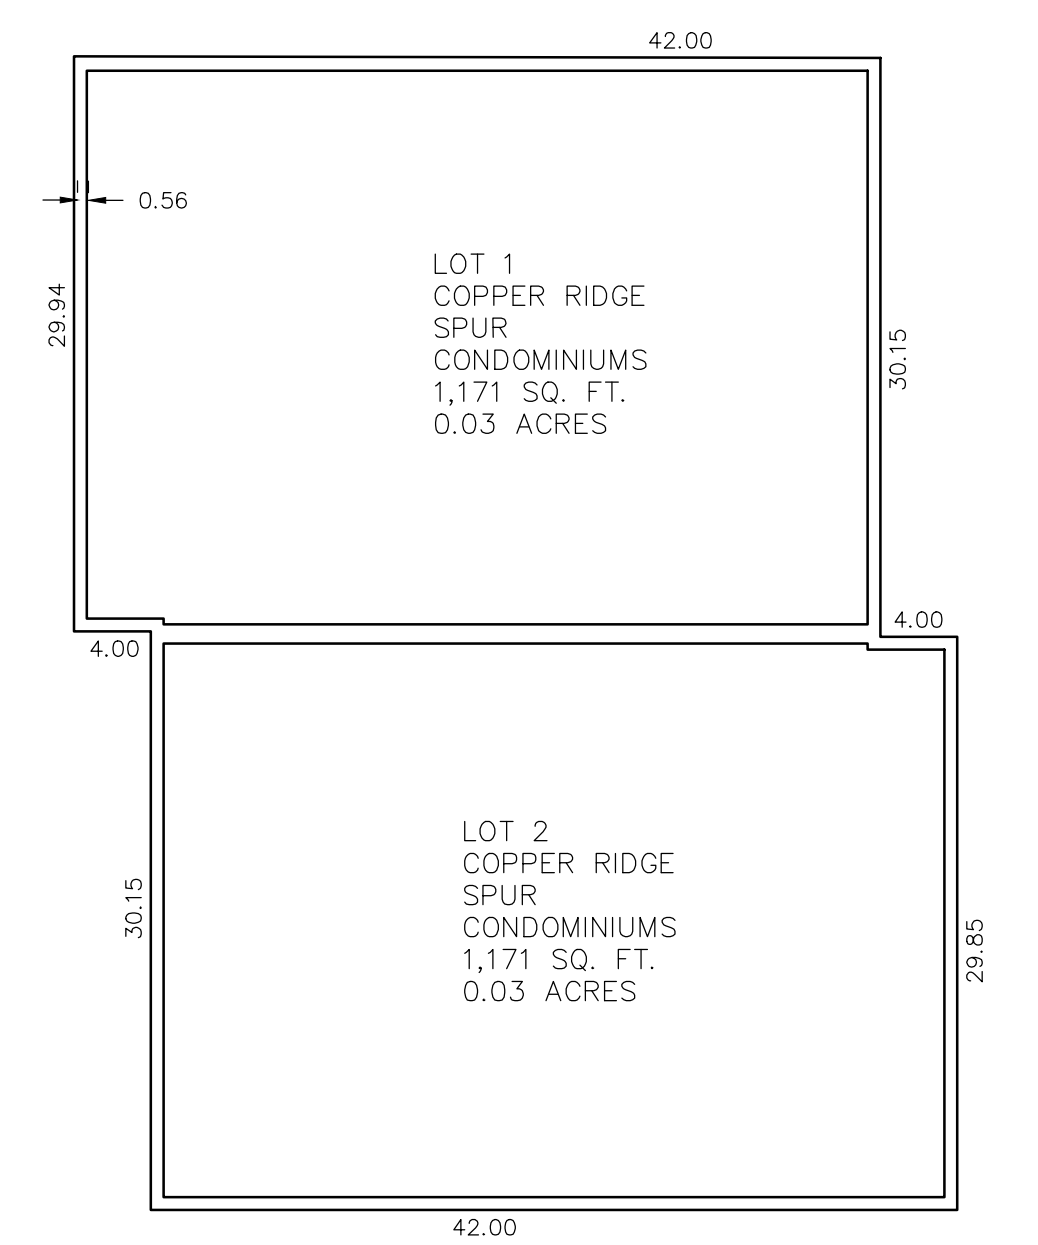 42.00
0.56
29.94
LOT 1
COPPER RIDGE
SPUR
CONDOMINIUMS
1,171 SQ. FT.
0.03 ACRES
30.15
4.00
4.00
LOT 2
COPPER RIDGE
SPUR
CONDOMINIUMS
1,171 SQ. FT.
0.03 ACRES
30.15
29.85
42.00